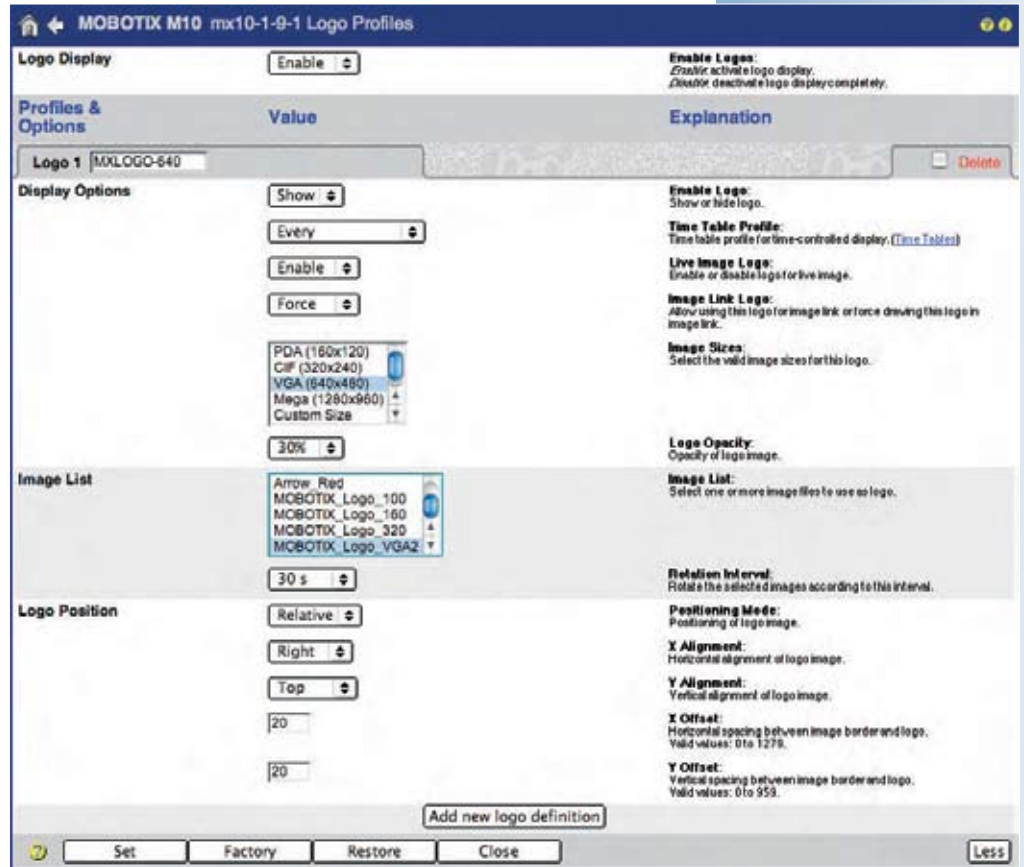 MOBOTIX M10 mx10-1-9-1 Logo Profiles
Logo Display
Enable
Enable Logos:
Enable: activate logo display.
Disable: deactivate logo display completely.
Profiles & Options
Value
Explanation
Logo 1 MXLOGO-640
Delete
Display Options
Show
Enable Logo:
Show or hide logo.
Every
Time Table Profile:
Time table profile for time-controlled display. (Time Tables)
Enable
Live Image Logo:
Enable or disable logo for live image.
Force
Image Link Logo:
Allow using this logo for image link or force drawing this logo in
image link.
PDA (160x120)
CIF (320x240)
VGA (640x480)
Mega (1280x960)
Custom Size
Image Sizes:
Select the valid image sizes for this logo.
30%
Logo Opacity:
Opacity of logo image.
Image List
Arrow_Red
MOBOTIX_Logo_100
MOBOTIX_Logo_160
MOBOTIX_Logo_320
MOBOTIX_Logo_VGA2
Image List:
Select one or more image files to use as logo.
30 s
Rotation Interval:
Rotate the selected images according to this interval.
Logo Position
Relative
Positioning Mode:
Positioning of logo image.
Right
X Alignment:
Horizontal alignment of logo image.
Top
Y Alignment:
Vertical alignment of logo image.
20
X Offset:
Horizontal spacing between image border and logo.
Valid values: 0 to 1279.
20
Y Offset:
Vertical spacing between image border and logo.
Valid values: 0 to 959.
Add new logo definition
Set
Factory
Restore
Close
Less